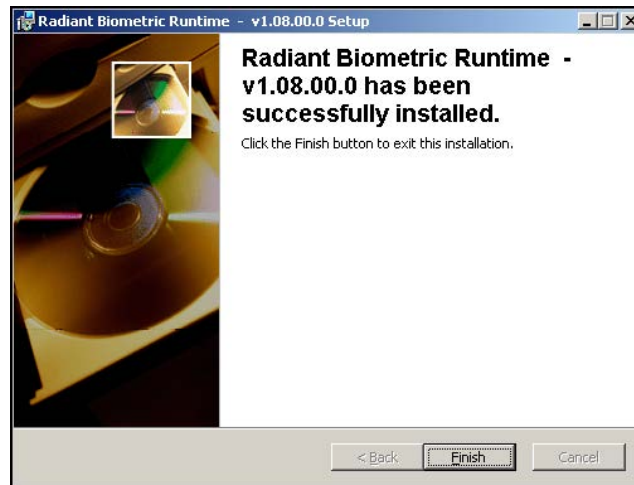 Radiant Biometric Runtime - v1.08.00.0 Setup
Radiant Biometric Runtime -
v1.08.00.0 has been
successfully installed.
Click the Finish button to exit this installation.
< Back Finish Cancel